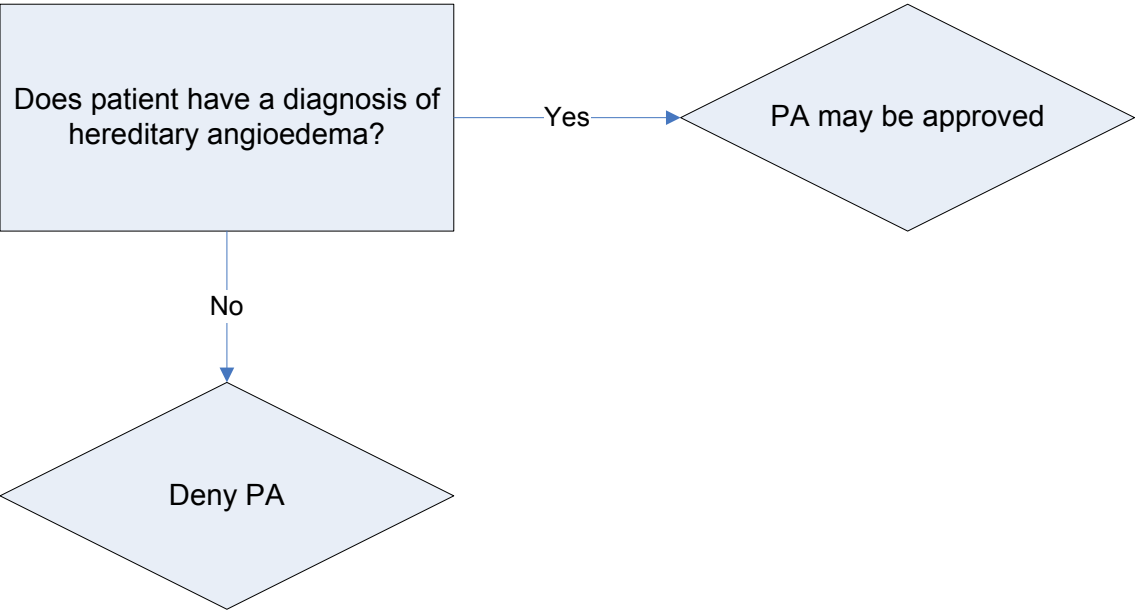 Does patient have a diagnosis of
hereditary angioedema?
Yes
PA may be approved
No
Deny PA